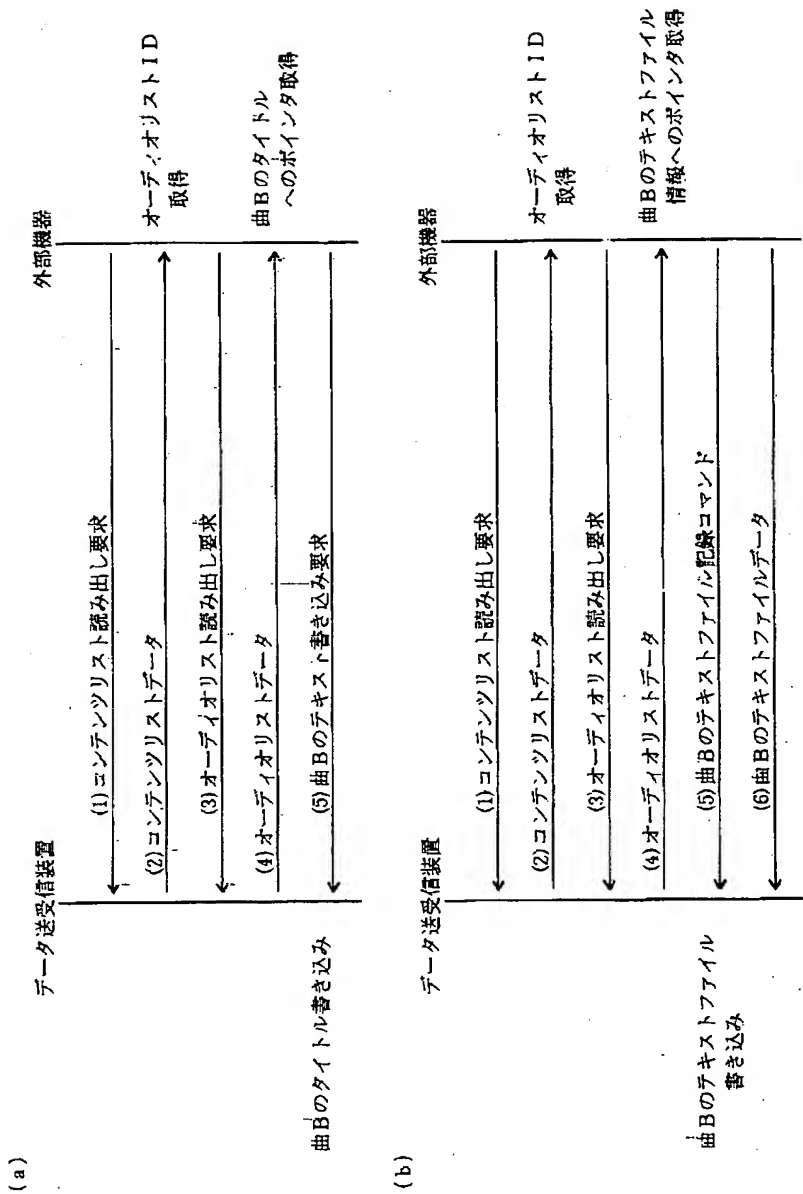 (a)
データ送受信装置
外部機器
(1)コンテンツリスト読み出し要求
(2)コンテンツリストデータ
オーディオリストID
取得
(3)オーディオリスト読み出し要求
(4)オーディオリストデータ
曲Bのタイトル
へのポインタ取得
(5)曲Bのテキスト書き込み要求
曲Bのタイトル書き込み
(b)
データ送受信装置
外部機器
(1)コンテンツリスト読み出し要求
(2)コンテンツリストデータ
オーディオリストID
取得
(3)オーディオリスト読み出し要求
(4)オーディオリストデータ
曲Bのテキストファイル
情報へのポインタ取得
(5)曲Bのテキストファイル記録コマンド
(6)曲Bのテキストファイルデータ
曲Bのテキストファイル
書き込み